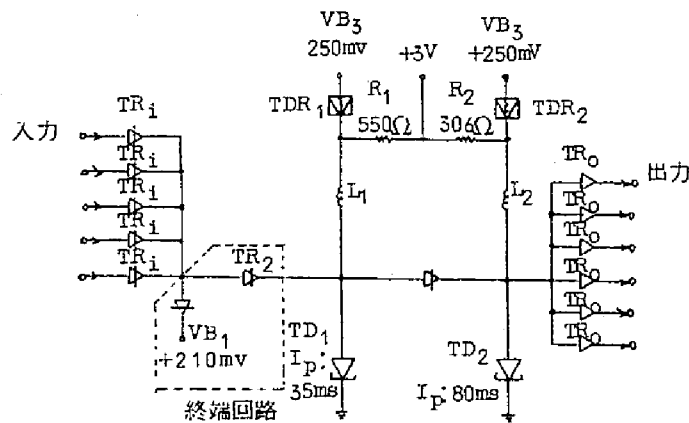 VB3
250mv
+3V
VB3
+250mv
TRi
TDR1
R1
R2
TDR2
入力
550Ω
306Ω
TRi
TRi
TRi
TRi
L1
L2
TRo
出力
TRo
TRo
TRo
TRo
TRo
TR2
VB1
+210mv
TD1
Ip:
35ms
TD2
Ip:80ms
終端回路